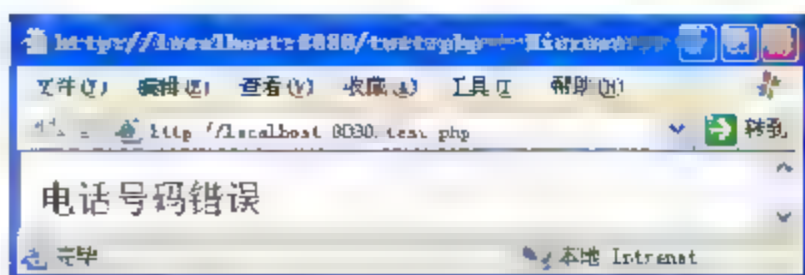 http://localhost:8080/test.php - Microsoft
文件(F) 编辑(E) 查看(V) 收藏(A) 工具(T) 帮助(H)
http://localhost:8080/test.php 转到
电话号码错误
完毕 本地 Intranet